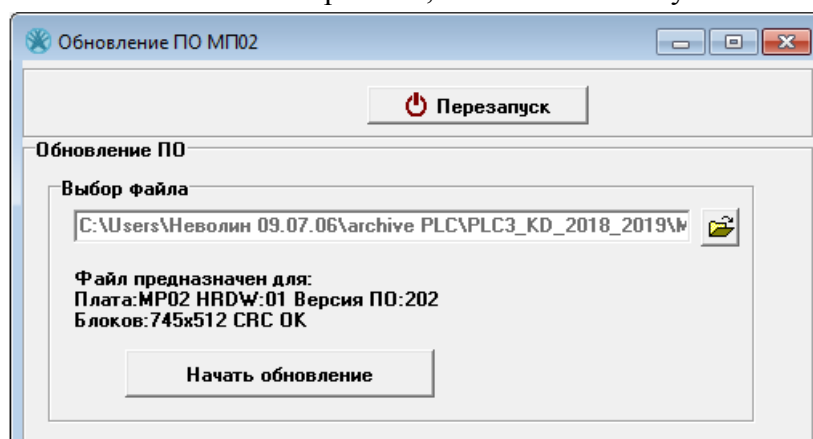 Обновление ПО МП02
Перезапуск
Обновление ПО
Выбор файла
C:\Users\Неволин 09.07.06\archive PLC\PLC3_KD_2018_2019\
Файл предназначен для:
Плата:MP02 HRDW:01 Версия ПО:202
Блоков:745x512 CRC OK
Начать обновление